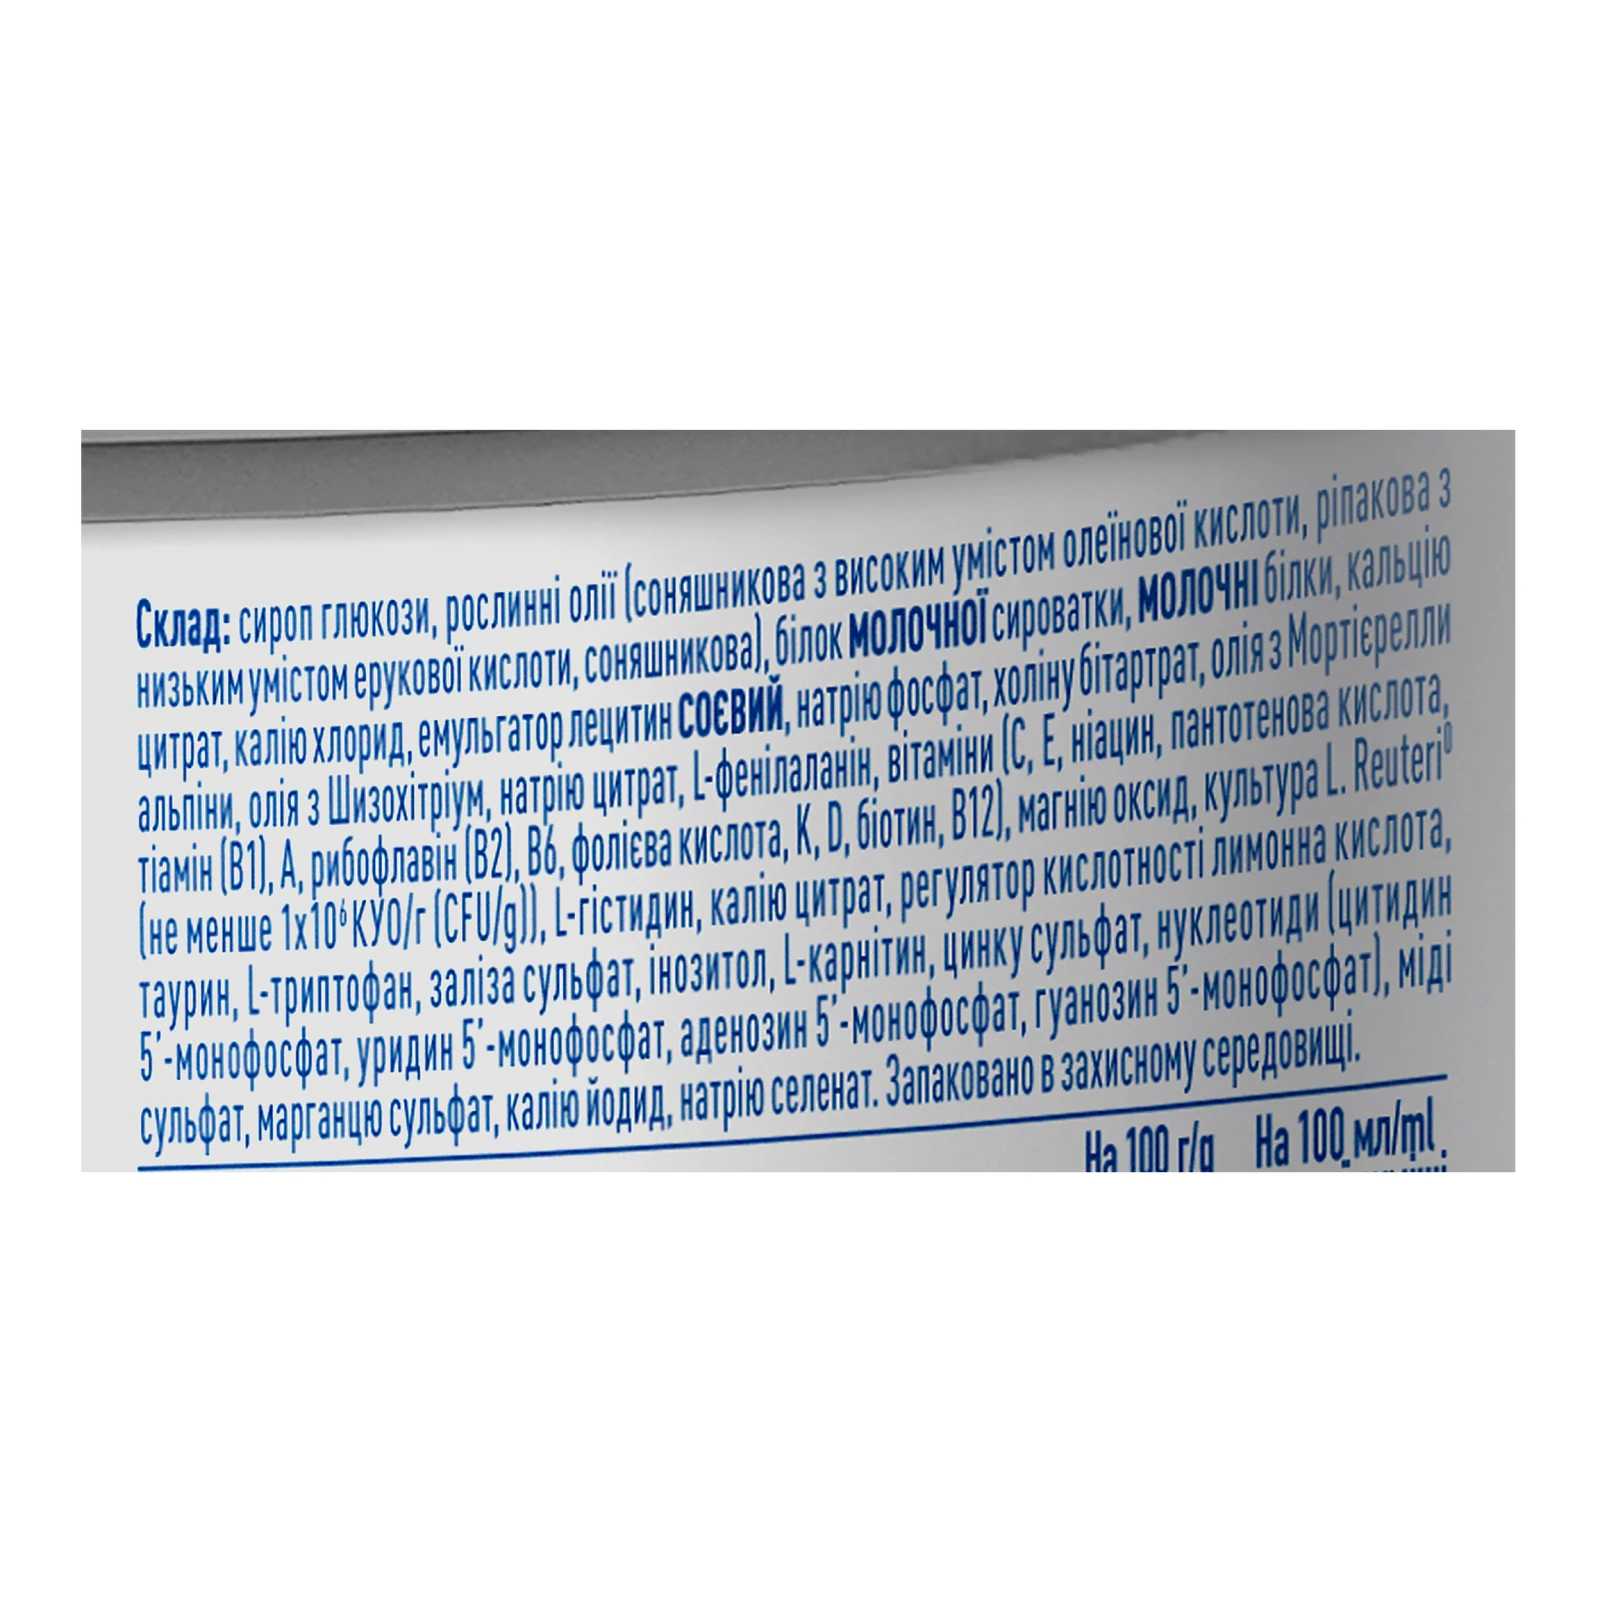 Склад: сироп глюкози, рослинні олії (соняшникова з високим умістом олеїнової кислоти, ріпакова з
низьким умістом ерукової кислоти, соняшникова), білок МОЛОЧНОЇ сироватки, МОЛОЧНІ білки, кальцію
цитрат, калію хлорид, емульгатор лецитин СОЄВИЙ, натрію фосфат, холіну бітартрат, олія з Мортієрелли
альпіни, олія з Шизохітріум, натрію цитрат, L-фенілаланін, вітаміни (C, E, ніацин, пантотенова кислота,
тіамін (B1), A, рибофлавін (B2), B6, фолієва кислота, K, D, біотин, B12), магнію оксид, культура L. Reuteri⁰
(не менше 1x10⁶ КУО/г (CFU/g)), L-гістидин, калію цитрат, регулятор кислотності лимонна кислота,
таурин, L-триптофан, заліза сульфат, інозитол, L-карнітин, цинку сульфат, нуклеотиди (цитидин
5'-монофосфат, уридин 5'-монофосфат, аденозин 5'-монофосфат, гуанозин 5'-монофосфат), міді
сульфат, марганцю сульфат, калію йодид, натрію селенат. Запаковано в захисному середовищі.
На 100 г/g На 100 мл/ml